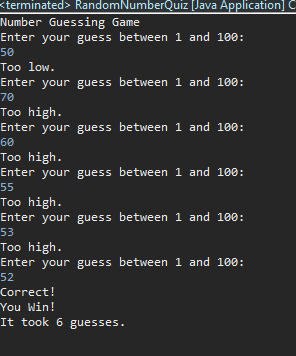 <terminated> RandomNumberQuiz [Java Application] C
Number Guessing Game
Enter your guess between 1 and 100:
50
Too low.
Enter your guess between 1 and 100:
70
Too high.
Enter your guess between 1 and 100:
60
Too high.
Enter your guess between 1 and 100:
55
Too high.
Enter your guess between 1 and 100:
53
Too high.
Enter your guess between 1 and 100:
52
Correct!
You Win!
It took 6 guesses.